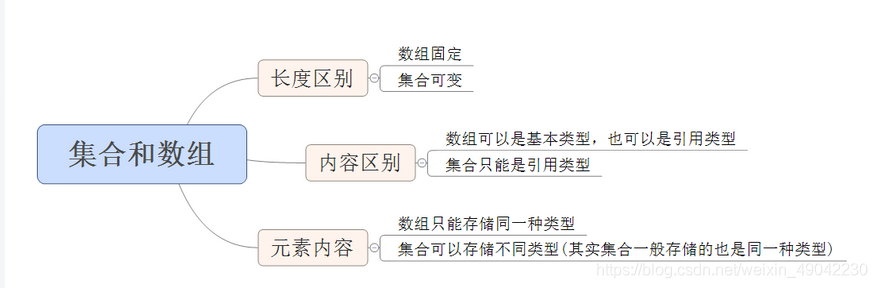 集合和数组
长度区别
数组固定
集合可变
内容区别
数组可以是基本类型，也可以是引用类型
集合只能是引用类型
元素内容
数组只能存储同一种类型
集合可以存储不同类型(其实集合一般存储的也是同一种类型)
https://blog.csdn.net/weixin_49042230